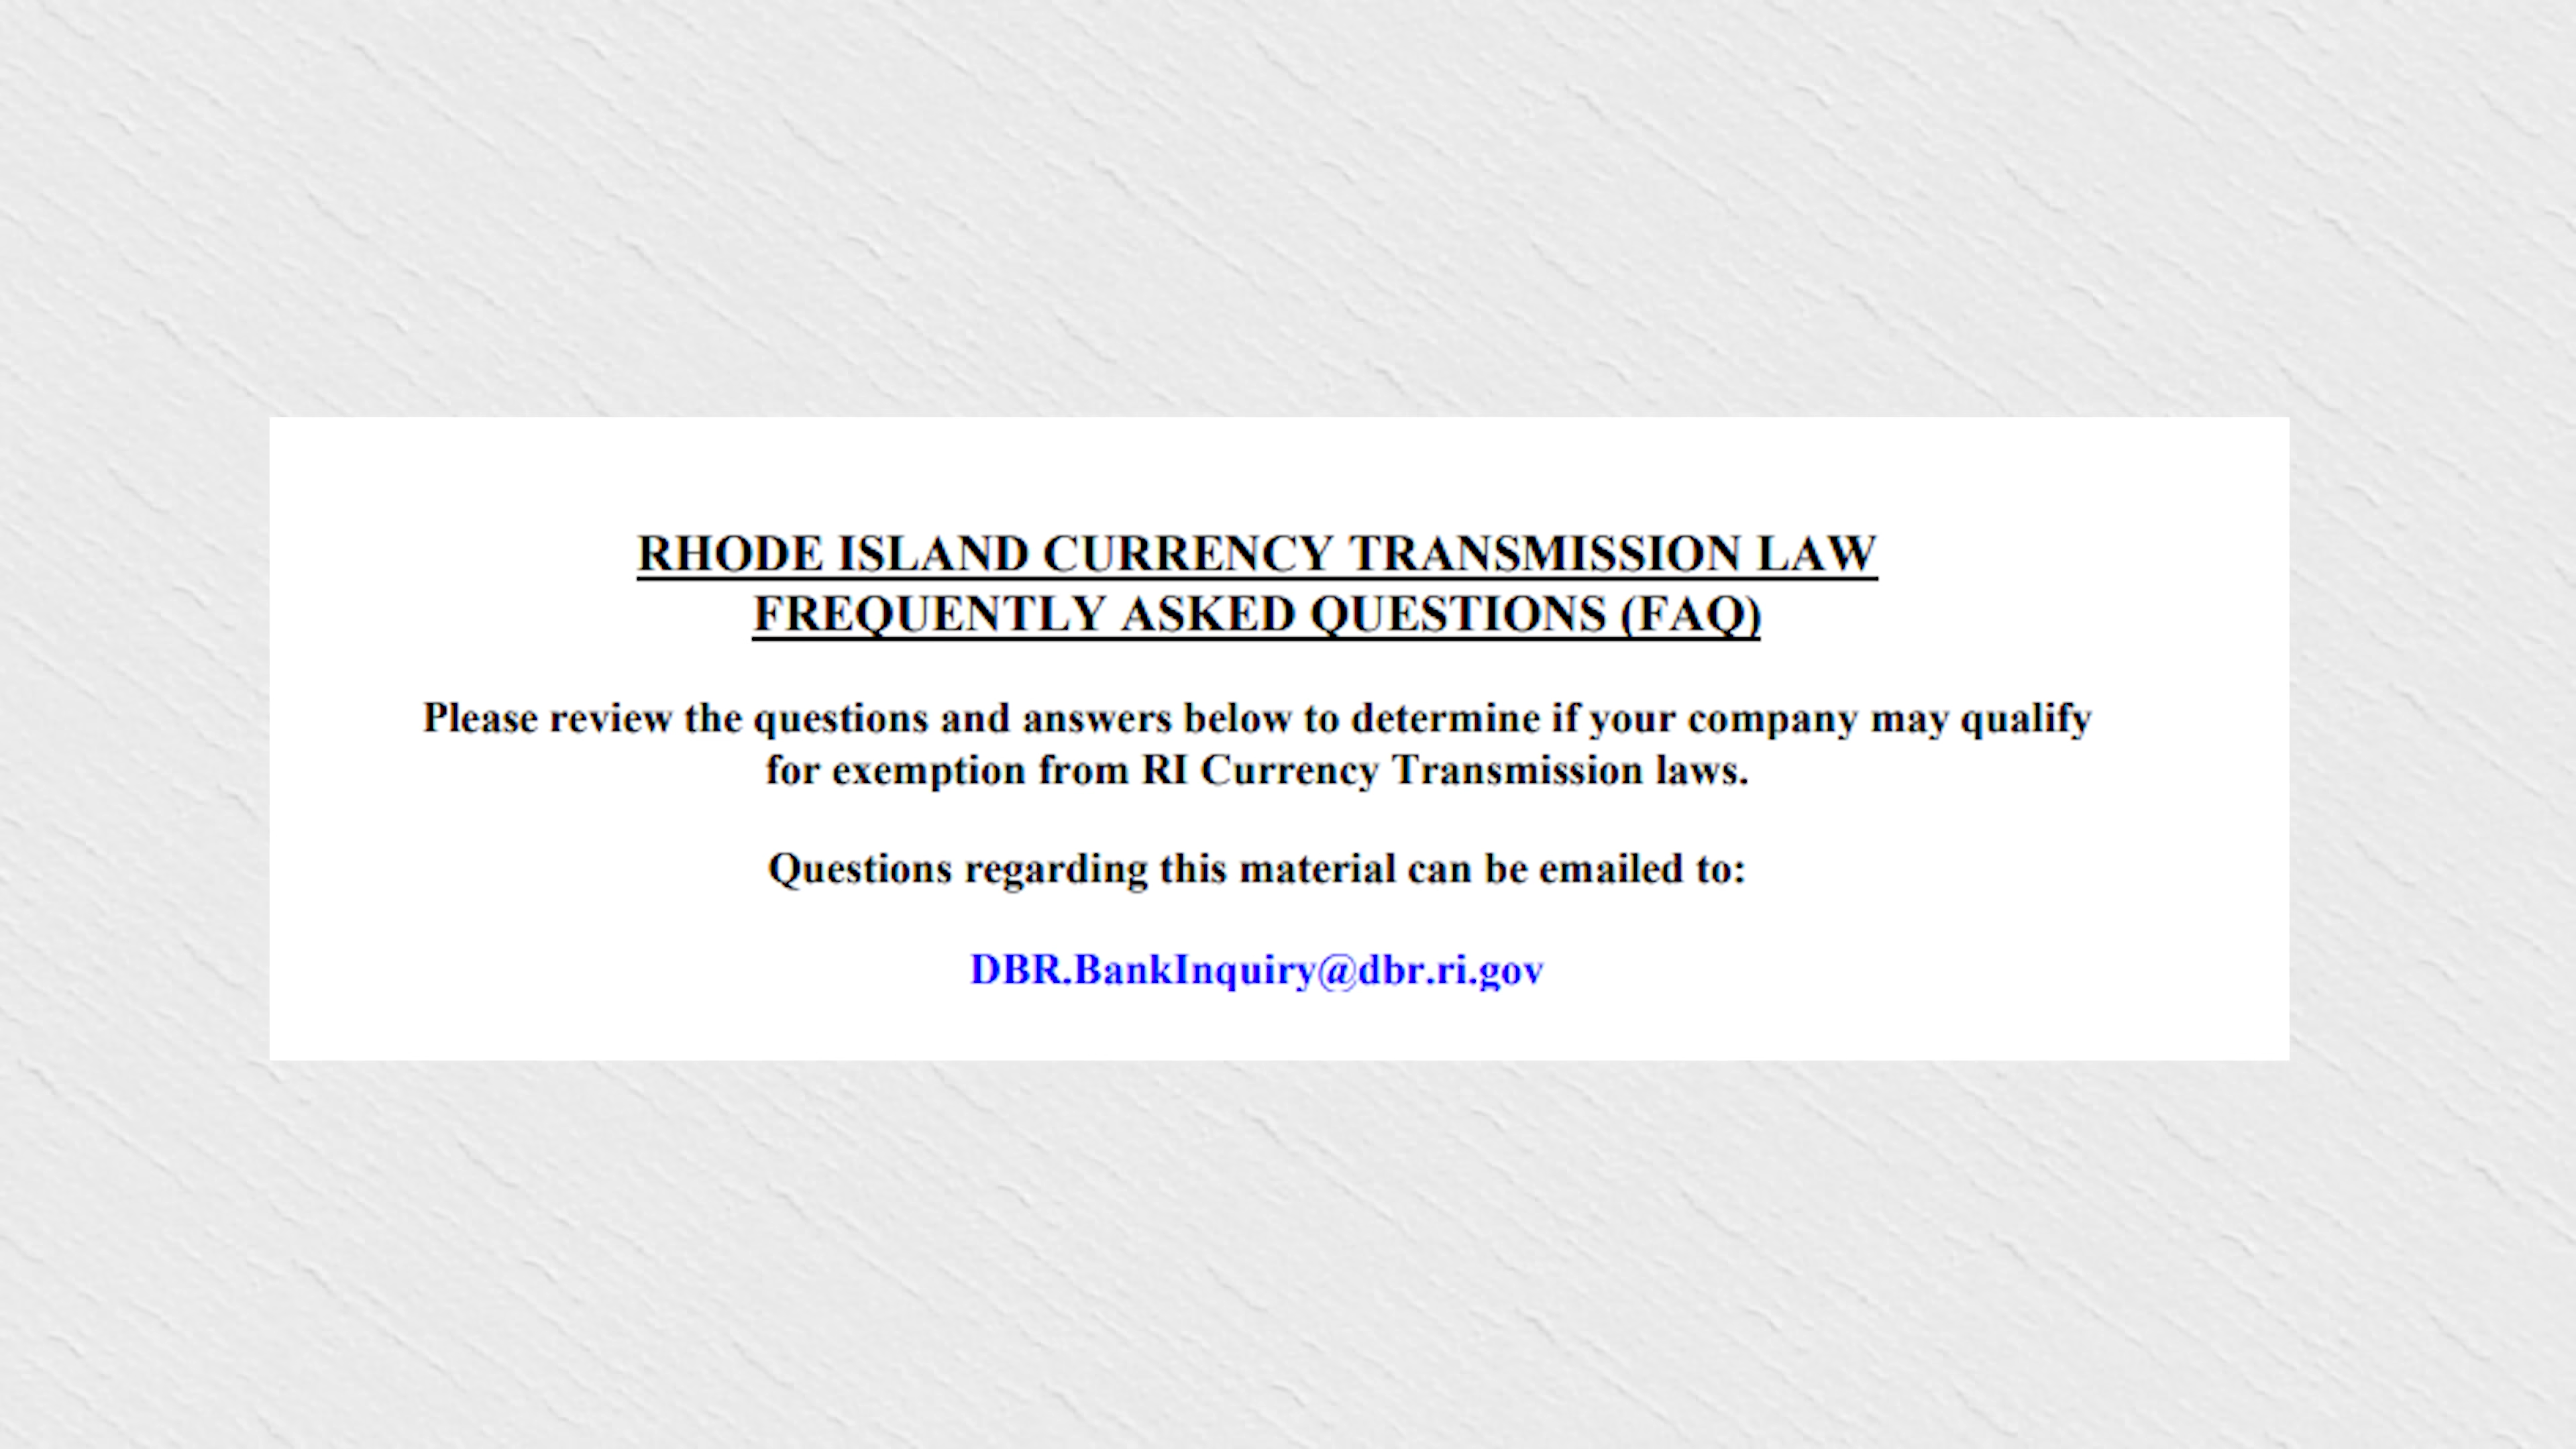 RHODE ISLAND CURRENCY TRANSMISSION LAW
FREQUENTLY ASKED QUESTIONS (FAQ)
Please review the questions and answers below to determine if your company may qualify
for exemption from RI Currency Transmission laws.
Questions regarding this material can be emailed to:
DBR.BankInquiry@dbr.ri.gov